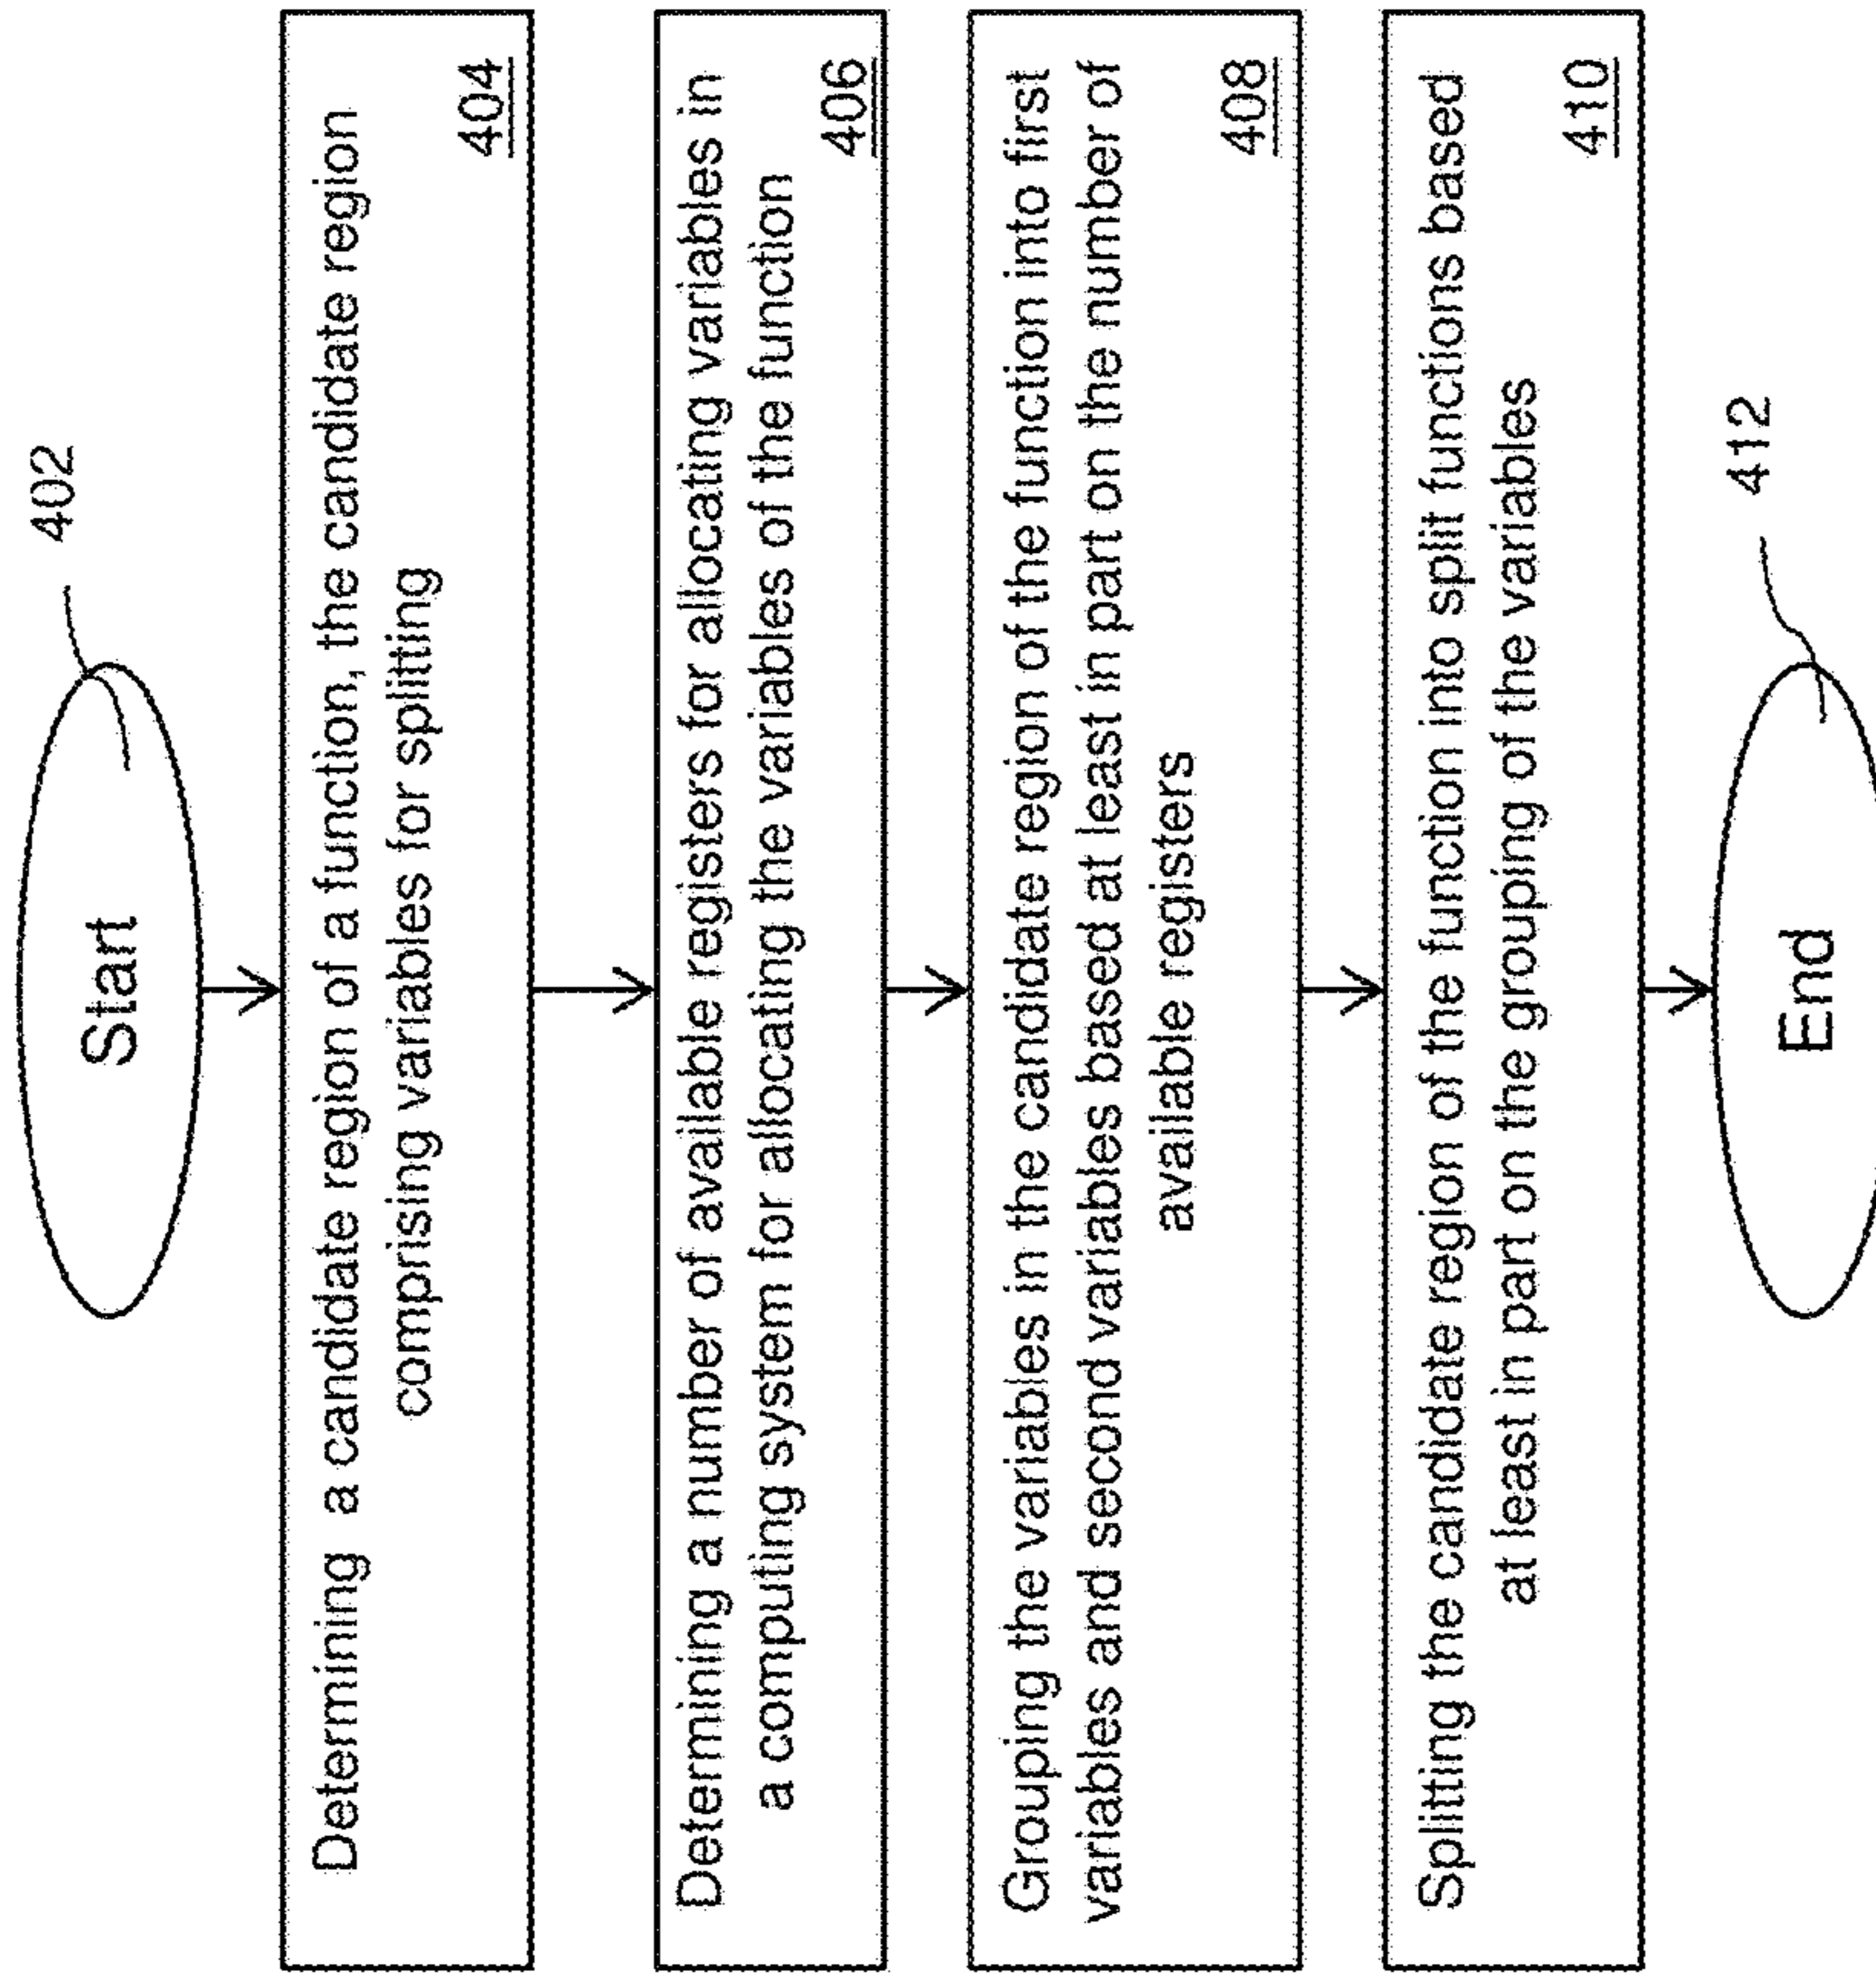 402
Start
Determining a candidate region of a function, the candidate region
comprising variables for splitting
404
Determining a number of available registers for allocating variables in
a computing system for allocating the variables of the function
406
Grouping the variables in the candidate region of the function into first
variables and second variables based at least in part on the number of
available registers
408
Splitting the candidate region of the function into split functions based
at least in part on the grouping of the variables
410
412
End